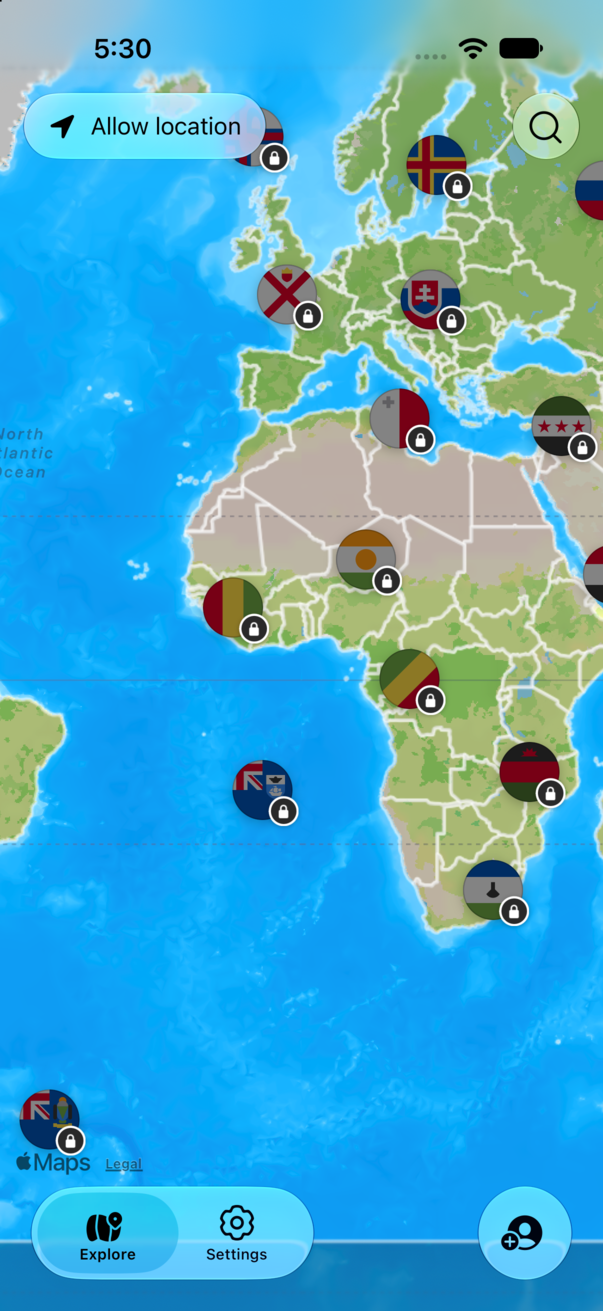 5:30
Allow location
North
Atlantic
Ocean
Maps Legal
Explore
Settings